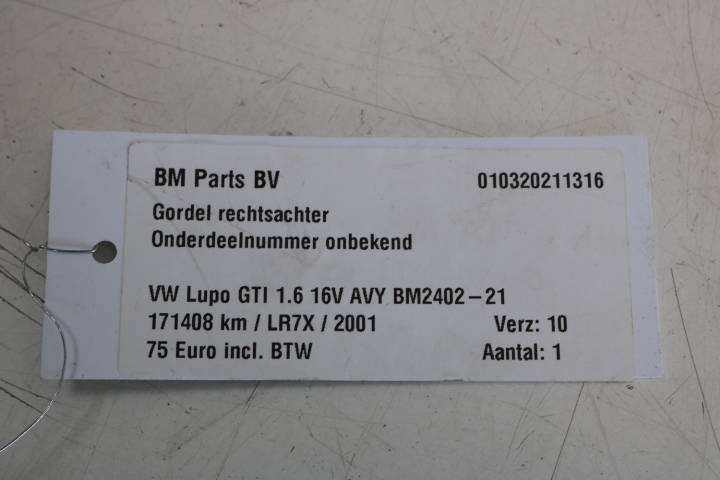 BM Parts BV 010320211316
Gordel rechtsachter
Onderdeelnummer onbekend
VW Lupo GTI 1.6 16V AVY BM2402-21
171408 km / LR7X / 2001 Verz: 10
75 Euro incl. BTW Aantal: 1